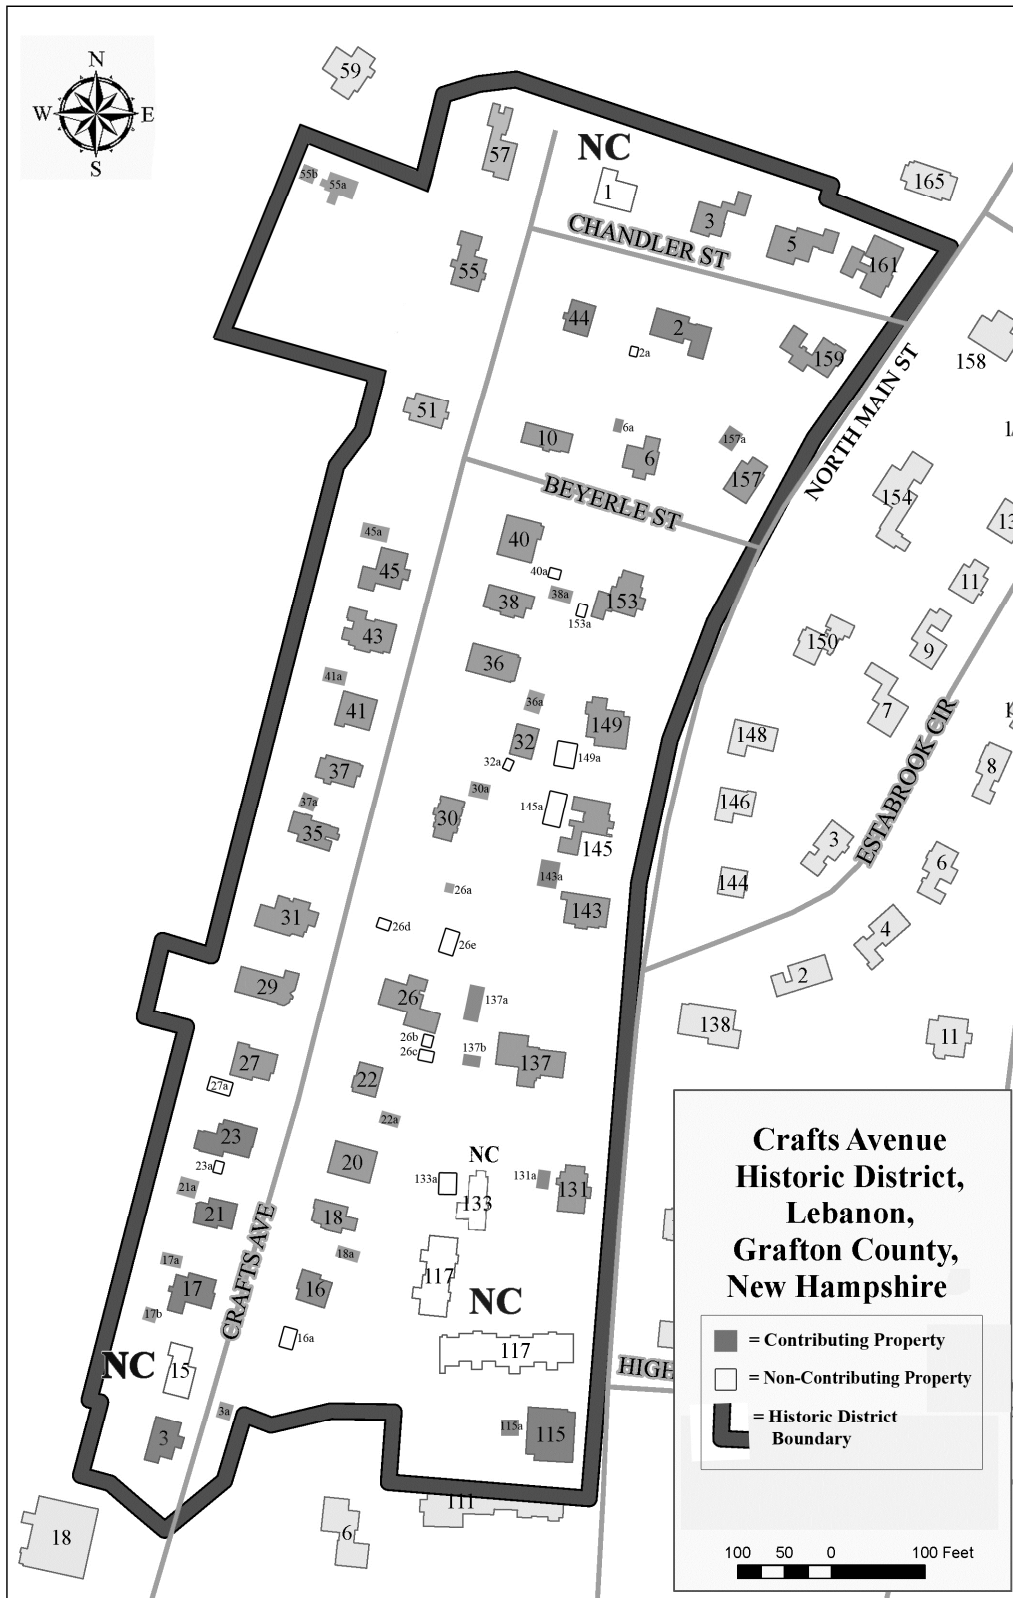 N
W
E
S
59
57
NC
1
165
55b
55a
3
CHANDLER ST
5
161
55
44
2
2a
159
158
51
NORTH MAIN ST
10
6a
6
157a
157
BEYERLE ST
154
45a
40
45
40a
38
38a
153
153a
11
43
150
9
36
41a
36a
41
149
7
32
148
32a
149a
37
8
30a
37a
145a
146
30
35
145
3
ESTABROOK CIR
6
143a
144
26a
143
31
26d
26e
4
29
26
137a
2
138
26b
26c
137b
137
11
27
27a
22
22a
23
23a
20
NC
133a
133
131a
131
21a
21
18
18a
17a
117
17
16
NC
17b
CRAFTS AVE
16a
NC
15
117
HIGH
3a
3
115a
115
111
18
6
Crafts Avenue
Historic District,
Lebanon,
Grafton County,
New Hampshire
= Contributing Property
= Non-Contributing Property
= Historic District
Boundary
100 50 0 100 Feet